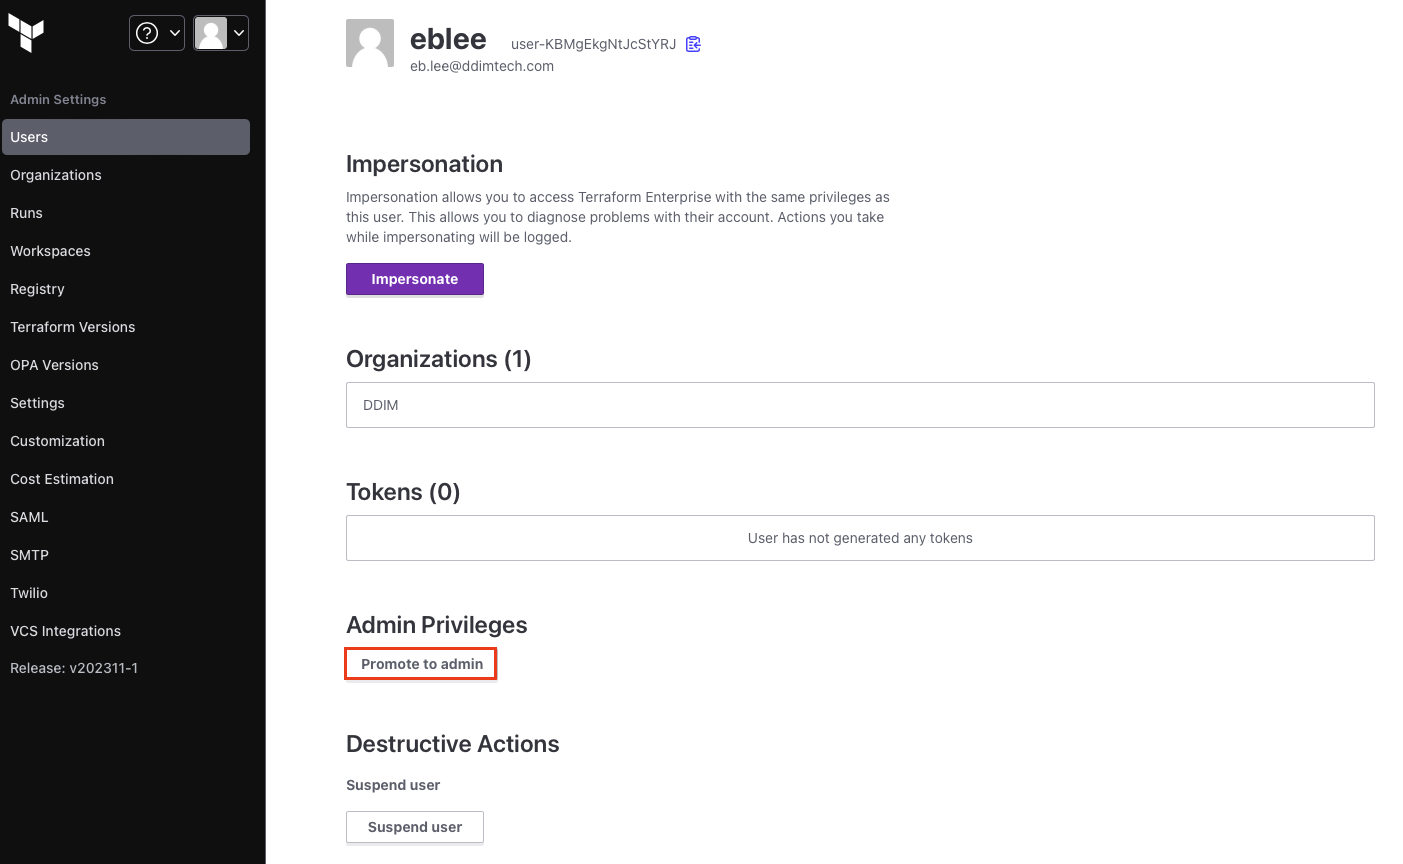 Admin Settings
Users
Organizations
Runs
Workspaces
Registry
Terraform Versions
OPA Versions
Settings
Customization
Cost Estimation
SAML
SMTP
Twilio
VCS Integrations
Release: v202311-1
eblee user-KBMgEkgNtJcStYRJ
eb.lee@ddimtech.com
Impersonation
Impersonation allows you to access Terraform Enterprise with the same privileges as
this user. This allows you to diagnose problems with their account. Actions you take
while impersonating will be logged.
Impersonate
Organizations (1)
DDIM
Tokens (0)
User has not generated any tokens
Admin Privileges
Promote to admin
Destructive Actions
Suspend user
Suspend user